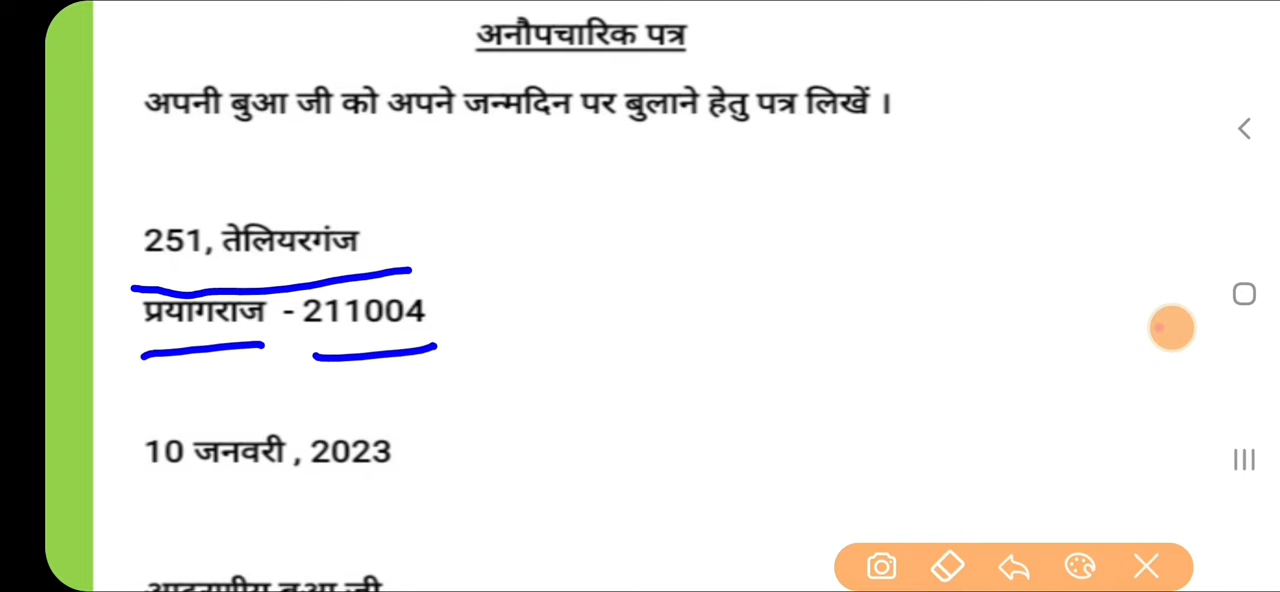 अनौपचारिक पत्र
अपनी बुआ जी को अपने जन्मदिन पर बुलाने हेतु पत्र लिखें ।
251, तेलियरगंज
प्रयागराज - 211004
10 जनवरी , 2023
बुआ जी